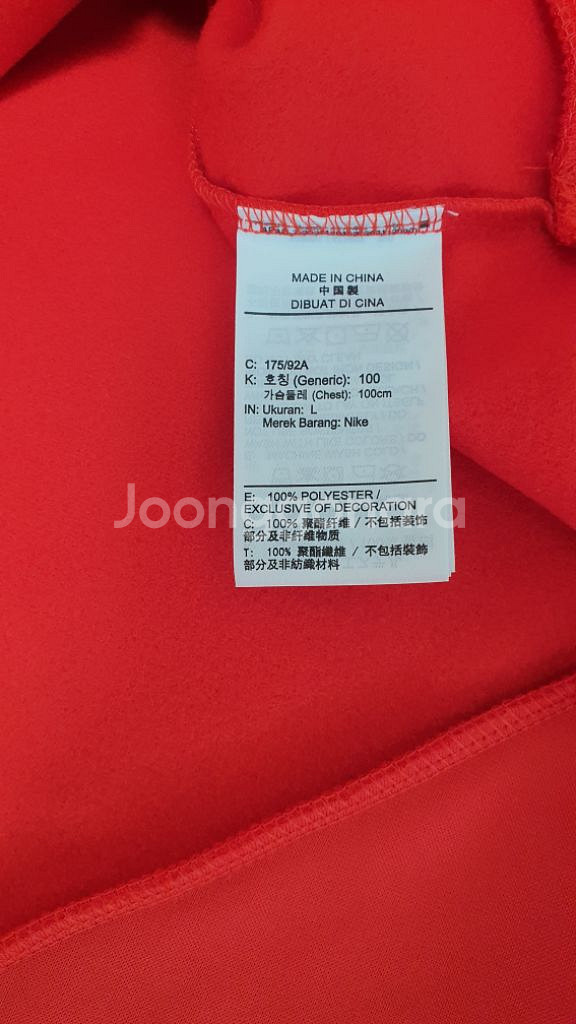 MADE IN CHINA
中国製
DIBUAT DI CINA
C: 175/92A
K: 호칭 (Generic): 100
가슴둘레 (Chest): 100cm
IN: Ukuran: L
Merek Barang: Nike
E: 100% POLYESTER /
EXCLUSIVE OF DECORATION
C: 100% 聚酯纤维 / 不包括装饰
部分及非纤维物质
T: 100% 聚酯纖維 / 不包括裝飾
部分及非紡織材料
Joonggonara